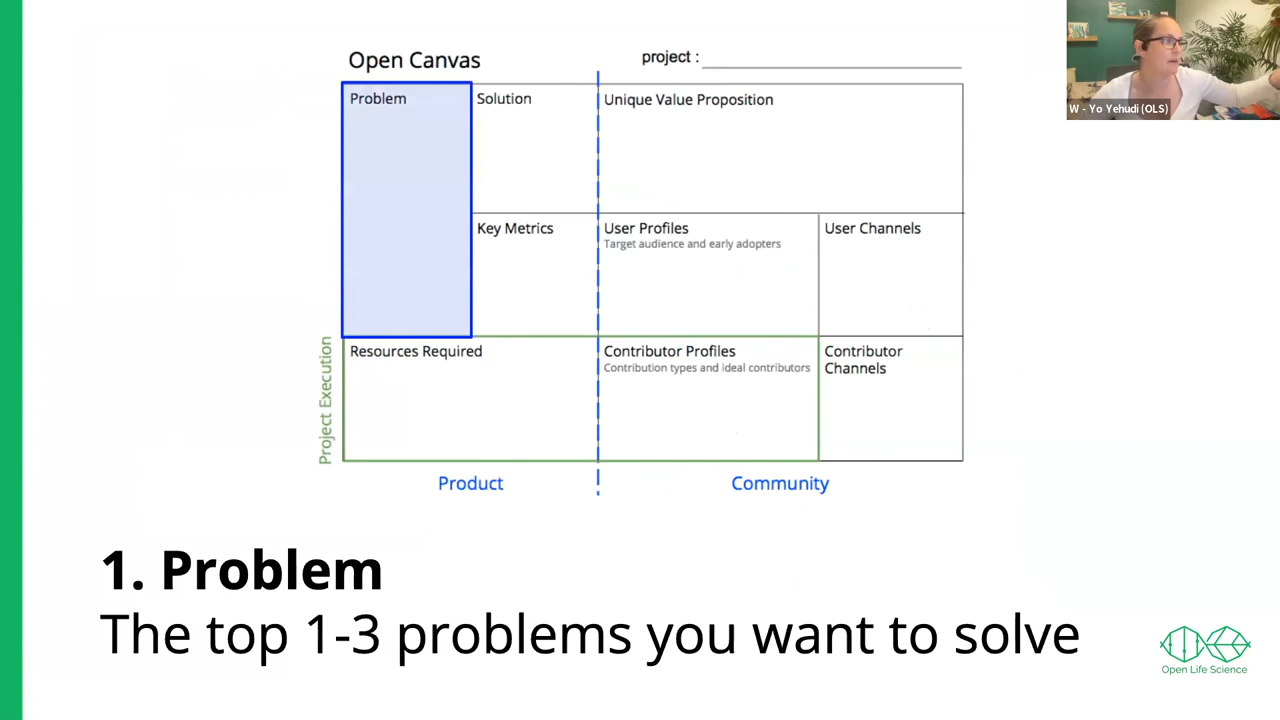 Open Canvas
project :
Problem
Solution
Unique Value Proposition
Key Metrics
User Profiles
Target audience and early adopters
User Channels
Project Execution
Resources Required
Contributor Profiles
Contribution types and ideal contributors
Contributor
Channels
Product
Community
1. Problem
The top 1-3 problems you want to solve
W - Yo Yehudi (OLS)
Open Life Science